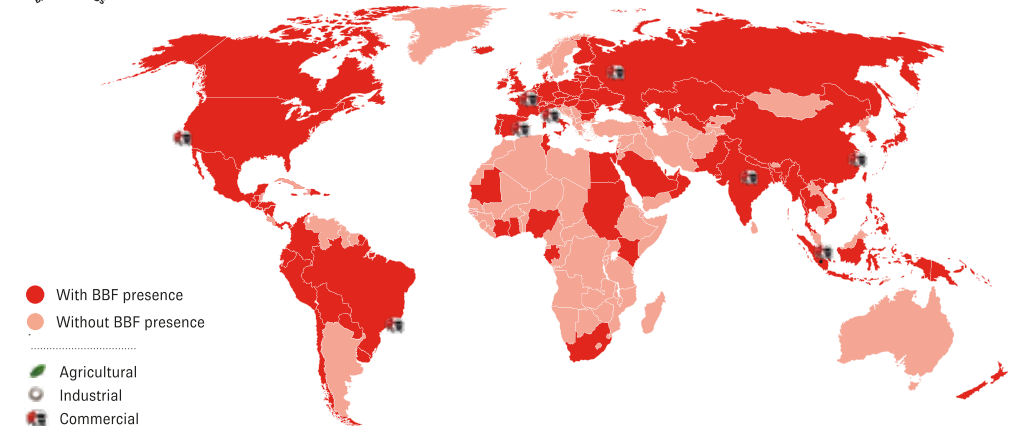 With BBF presence
Without BBF presence
Agricultural
Industrial
Commercial